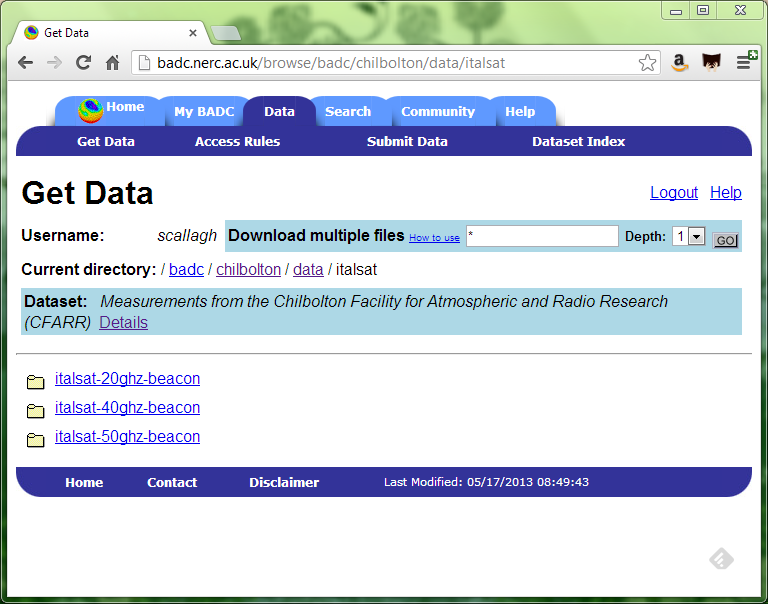 Get Data
badc.nerc.ac.uk/browse/badc/chilbolton/data/italsat
Home My BADC Data Search Community Help
Get Data Access Rules Submit Data Dataset Index
Get Data Logout Help
Username: scallagh Download multiple files How to use * Depth: 1 GO
Current directory: / badc / chilbolton / data / italsat
Dataset: Measurements from the Chilbolton Facility for Atmospheric and Radio Research
(CFARR) Details
italsat-20ghz-beacon
italsat-40ghz-beacon
italsat-50ghz-beacon
Home Contact Disclaimer Last Modified: 05/17/2013 08:49:43